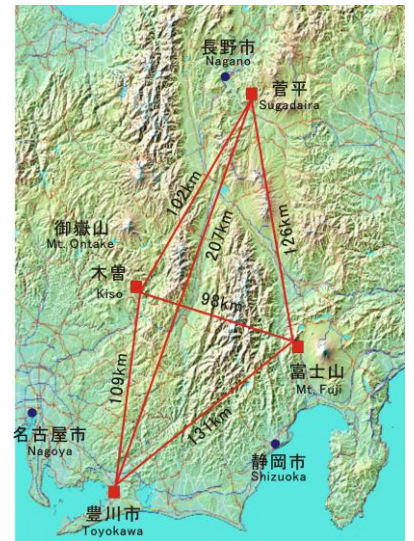 長野市
Nagano
菅平
Sugadaira
102km
207km
126km
御嶽山
Mt. Ontake
木曽
Kiso
98km
富士山
Mt. Fuji
109km
131km
名古屋市
Nagoya
静岡市
Shizuoka
豊川市
Toyokawa